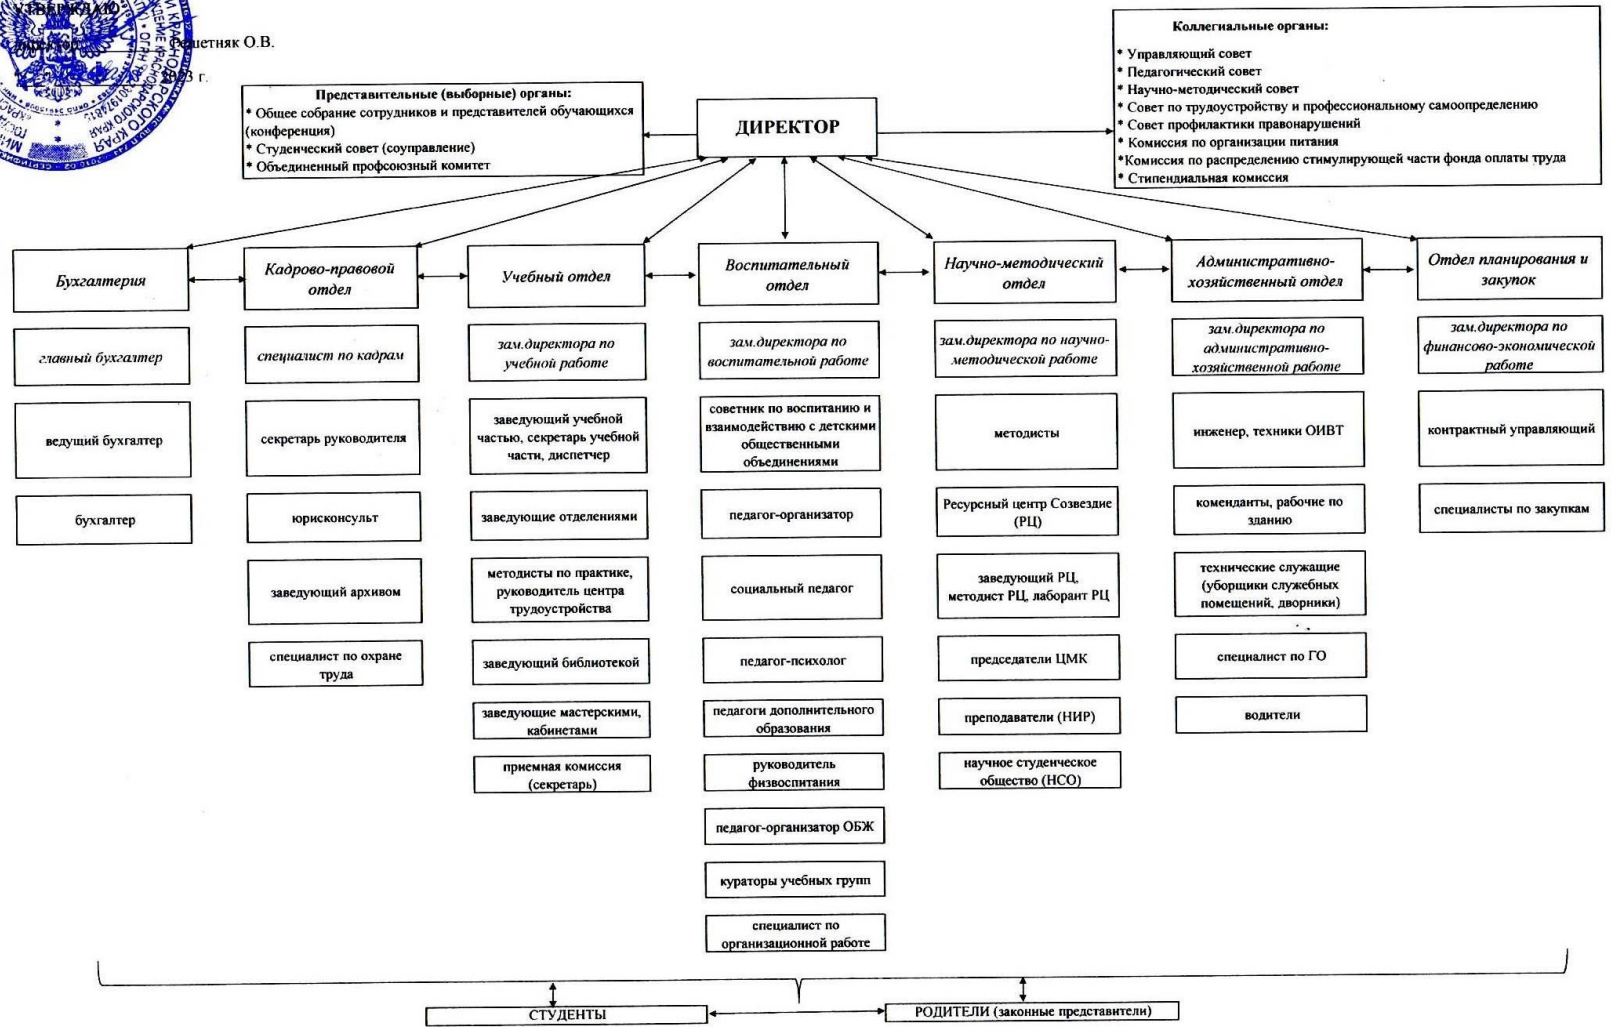 УТВЕРЖДАЮ
директор
Решетняк О.В.
2023 г.
Представительные (выборные) органы:
* Общее собрание сотрудников и представителей обучающихся
(конференция)
* Студенческий совет (соуправление)
* Объединенный профсоюзный комитет
ДИРЕКТОР
Коллегиальные органы:
* Управляющий совет
* Педагогический совет
* Научно-методический совет
* Совет по трудоустройству и профессиональному самоопределению
* Совет профилактики правонарушений
* Комиссия по организации питания
*Комиссия по распределению стимулирующей части фонда оплаты труда
* Стипендиальная комиссия
Бухгалтерия
главный бухгалтер
ведущий бухгалтер
бухгалтер
Кадрово-правовой
отдел
специалист по кадрам
секретарь руководителя
юрисконсульт
заведующий архивом
специалист по охране
труда
Учебный отдел
зам.директора по
учебной работе
заведующий учебной
частью, секретарь учебной
части, диспетчер
заведующие отделениями
методисты по практике,
руководитель центра
трудоустройства
заведующий библиотекой
заведующие мастерскими,
кабинетами
приемная комиссия
(секретарь)
Воспитательный
отдел
зам.директора по
воспитательной работе
советник по воспитанию и
взаимодействию с детскими
общественными
объединениями
педагог-организатор
социальный педагог
педагог-психолог
педагоги дополнительного
образования
руководитель
физвоспитания
педагог-организатор ОБЖ
кураторы учебных групп
специалист по
организационной работе
Научно-методический
отдел
зам.директора по научно-
методической работе
методисты
Ресурсный центр Созвездие
(РЦ)
заведующий РЦ,
методист РЦ, лаборант РЦ
председатели ЦМК
преподаватели (НИР)
научное студенческое
общество (НСО)
Административно-
хозяйственный отдел
зам.директора по
административно-
хозяйственной работе
инженер, техники ОИВТ
коменданты, рабочие по
зданию
технические служащие
(уборщики служебных
помещений, дворники)
специалист по ГО
водители
Отдел планирования и
закупок
зам.директора по
финансово-экономической
работе
контрактный управляющий
специалисты по закупкам
СТУДЕНТЫ
РОДИТЕЛИ (законные представители)